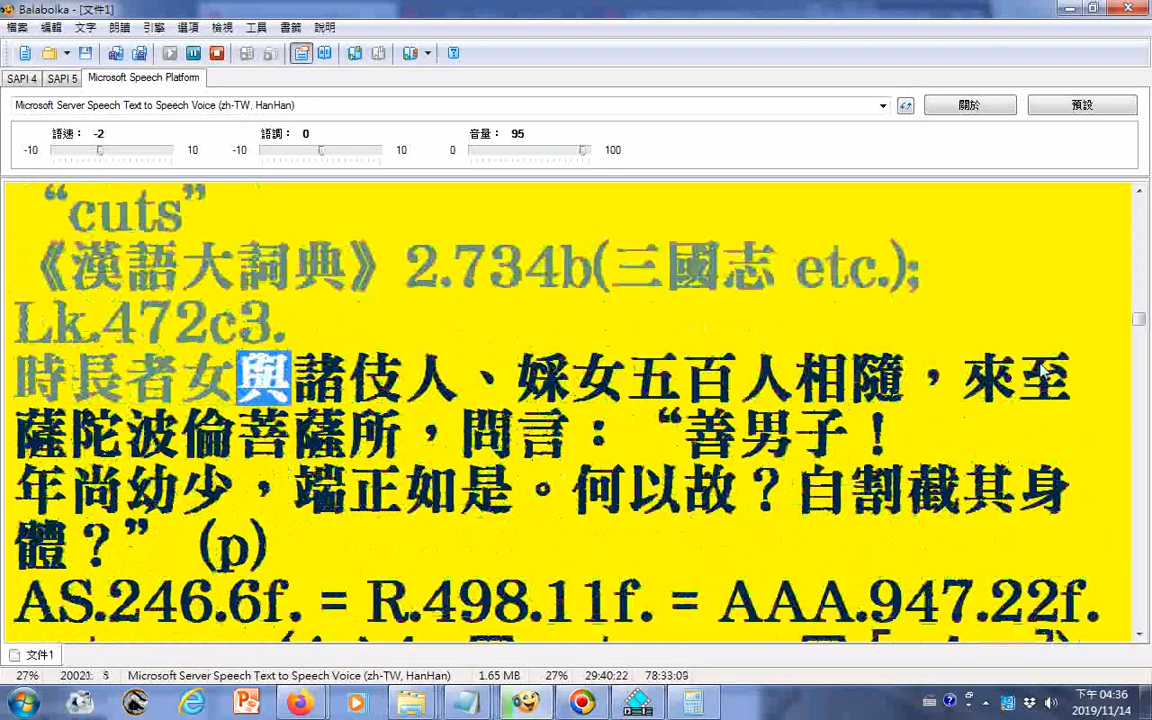 Balabolka - [文件1]
檔案 編輯 文字 朗讀 引擎 選項 檢視 工具 書籤 說明
SAPI 4 SAPI 5 Microsoft Speech Platform
Microsoft Server Speech Text to Speech Voice (zh-TW, HanHan) 關於 預設
語速： -2 語調： 0 音量： 95
-10 10 -10 10 0 100
“cuts”
《漢語大詞典》 2.734b(三國志 etc.);
Lk.472c3.
時長者女與諸伎人、婇女五百人相隨，來至
薩陀波倫菩薩所，問言：“善男子！
年尚幼少，端正如是。何以故？自割截其身
體？” (p)
AS.246.6f. = R.498.11f. = AAA.947.22f.
文件1
27% Microsoft Server Speech Text to Speech Voice (zh-TW, HanHan) 1.65 MB 27% 29:40:22 78:33:09
下午 04:36
2019/11/14